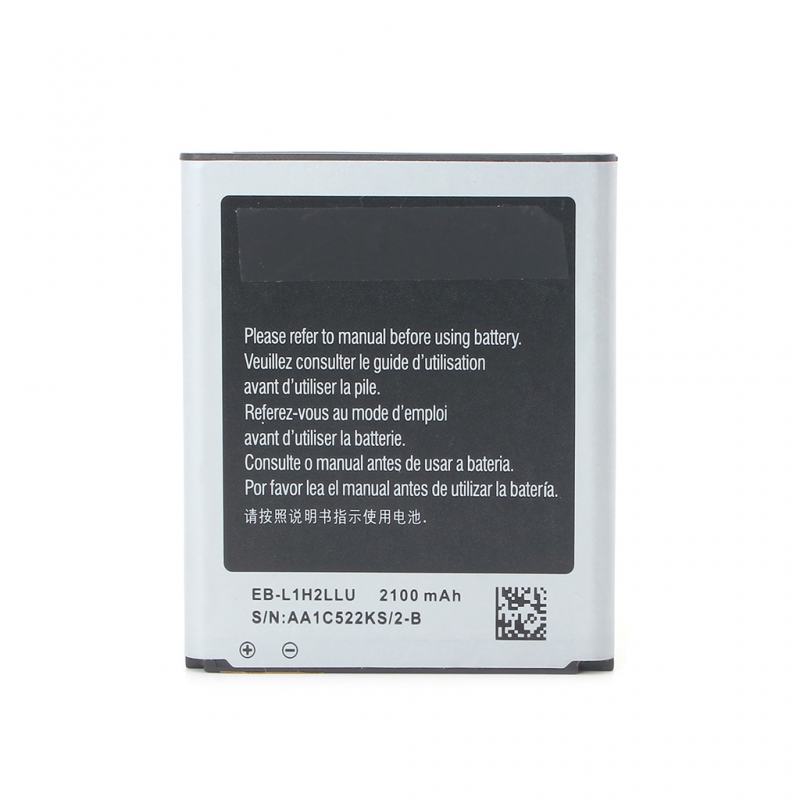 Please refer to manual before using battery.
Veuillez consulter le guide d'utilisation
avant d'utiliser la pile.
Referez-vous au mode d'emploi
avant d'utiliser la batterie.
Consulte o manual antes de usar a bateria.
Por favor lea el manual antes de utilizar la batería.
请按照说明书指示使用电池.
EB-L1H2LLU 2100 mAh
S/N:AA1C522KS/2-B
+ −